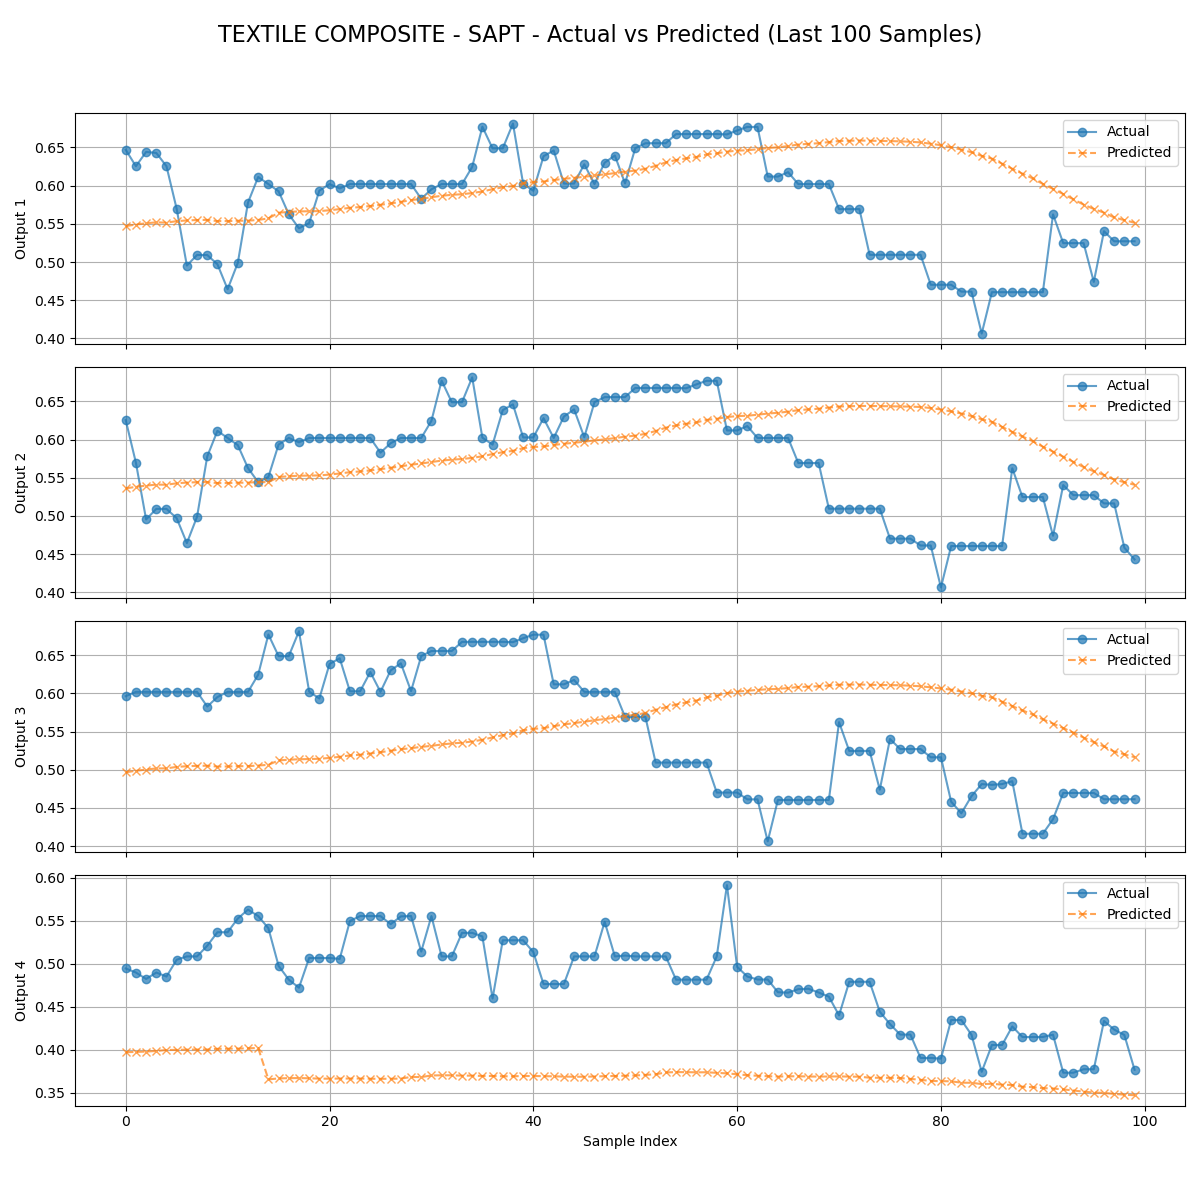 TEXTILE COMPOSITE - SAPT - Actual vs Predicted (Last 100 Samples)
Output 1
0.65
0.60
0.55
0.50
0.45
0.40
Actual
Predicted
Output 2
0.65
0.60
0.55
0.50
0.45
0.40
Actual
Predicted
Output 3
0.65
0.60
0.55
0.50
0.45
0.40
Actual
Predicted
Output 4
0.60
0.55
0.50
0.45
0.40
0.35
Actual
Predicted
0 20 40 60 80 100
Sample Index